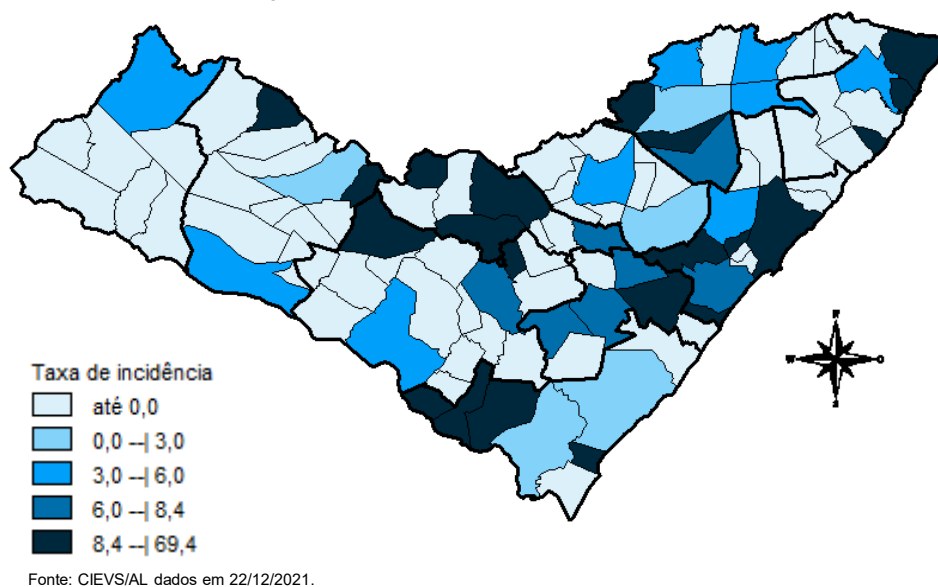 N
W
O
S
Taxa de incidência
até 0,0
0,0 --| 3,0
3,0 --| 6,0
6,0 --| 8,4
8,4 --| 69,4
Fonte: CIEVS/AL dados em 22/12/2021.